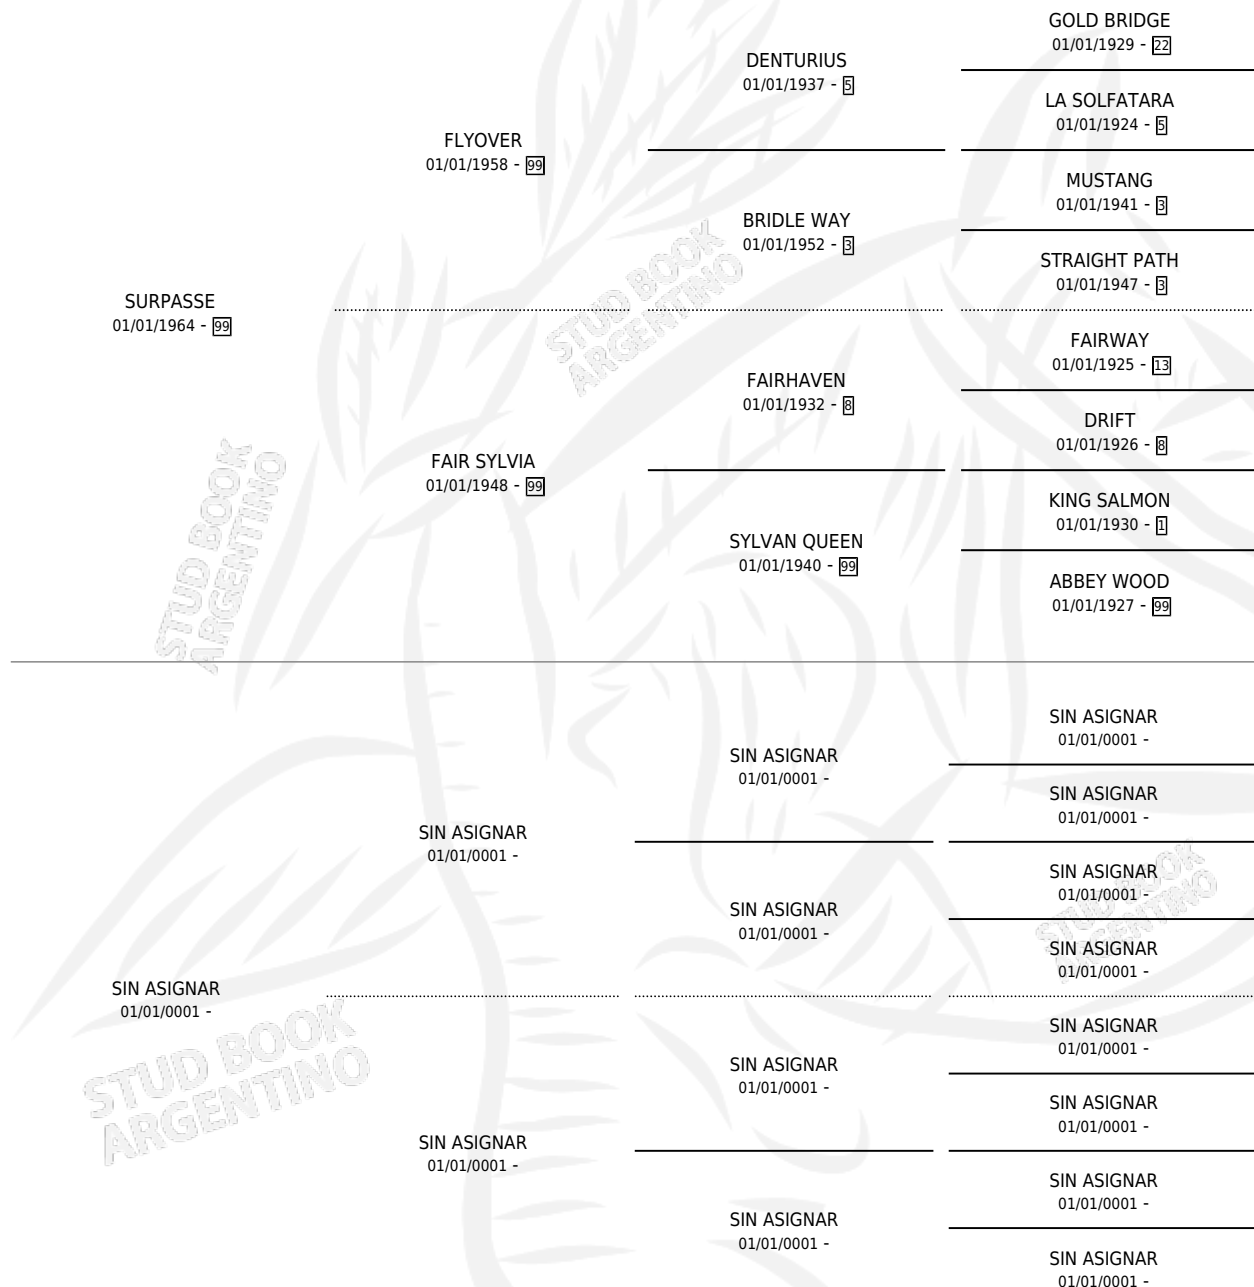 GOLD BRIDGE
01/01/1929 - 22
DENTURIUS
01/01/1937 - 5
LA SOLFATARA
01/01/1924 - 5
FLYOVER
01/01/1958 - 99
MUSTANG
01/01/1941 - 3
BRIDLE WAY
01/01/1952 - 3
STRAIGHT PATH
01/01/1947 - 3
SURPASSE
01/01/1964 - 99
STUD BOOK
ARGENTINO
FAIRWAY
01/01/1925 - 13
FAIRHAVEN
01/01/1932 - 8
DRIFT
01/01/1926 - 8
FAIR SYLVIA
01/01/1948 - 99
KING SALMON
01/01/1930 - 1
SYLVAN QUEEN
01/01/1940 - 99
ABBEY WOOD
01/01/1927 - 99
STUD BOOK
ARGENTINO
SIN ASIGNAR
01/01/0001 -
SIN ASIGNAR
01/01/0001 -
SIN ASIGNAR
01/01/0001 -
SIN ASIGNAR
01/01/0001 -
SIN ASIGNAR
01/01/0001 -
SIN ASIGNAR
01/01/0001 -
SIN ASIGNAR
01/01/0001 -
STUD BOOK
ARGENTINO
SIN ASIGNAR
01/01/0001 -
SIN ASIGNAR
01/01/0001 -
SIN ASIGNAR
01/01/0001 -
SIN ASIGNAR
01/01/0001 -
SIN ASIGNAR
01/01/0001 -
SIN ASIGNAR
01/01/0001 -
SIN ASIGNAR
01/01/0001 -
SIN ASIGNAR
01/01/0001 -
STUD BOOK
ARGENTINO